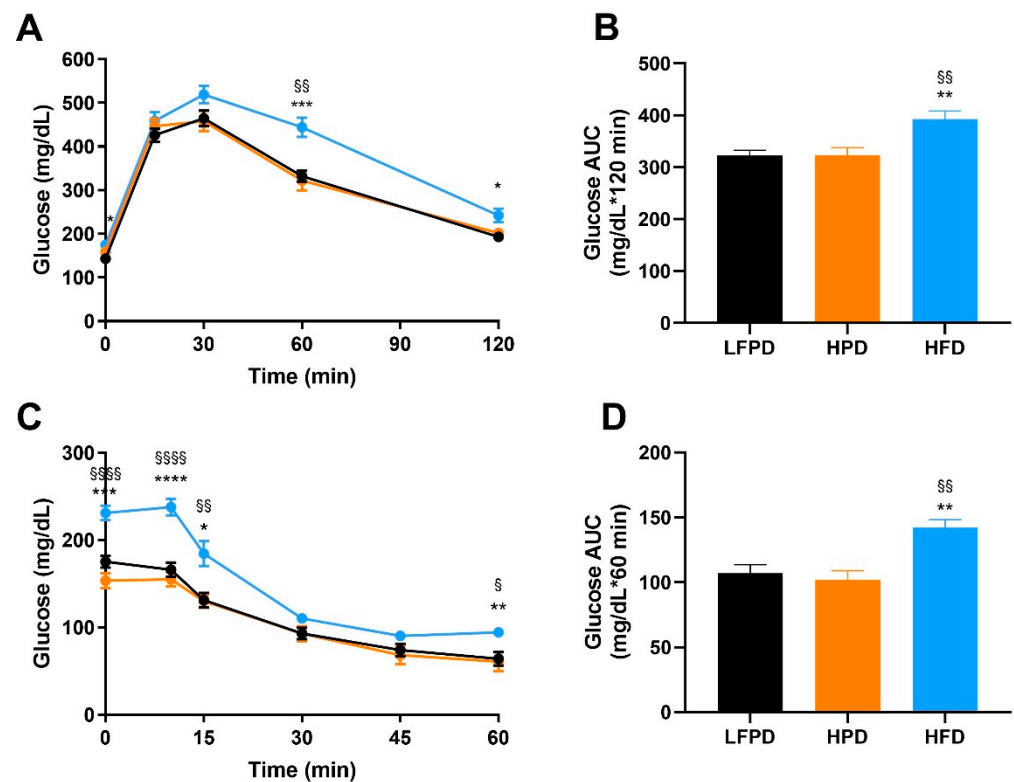 A
600
500
400
300
200
100
0
Glucose (mg/dL)
*
§§
***
*
0
30
60
90
120
Time (min)
B
500
400
300
200
100
0
Glucose AUC
(mg/dL*120 min)
§§
**
LFPD
HPD
HFD
C
300
200
100
0
Glucose (mg/dL)
§§§§
***
§§§§
****
§§
*
§
**
0
15
30
45
60
Time (min)
D
200
150
100
50
0
Glucose AUC
(mg/dL*60 min)
§§
**
LFPD
HPD
HFD